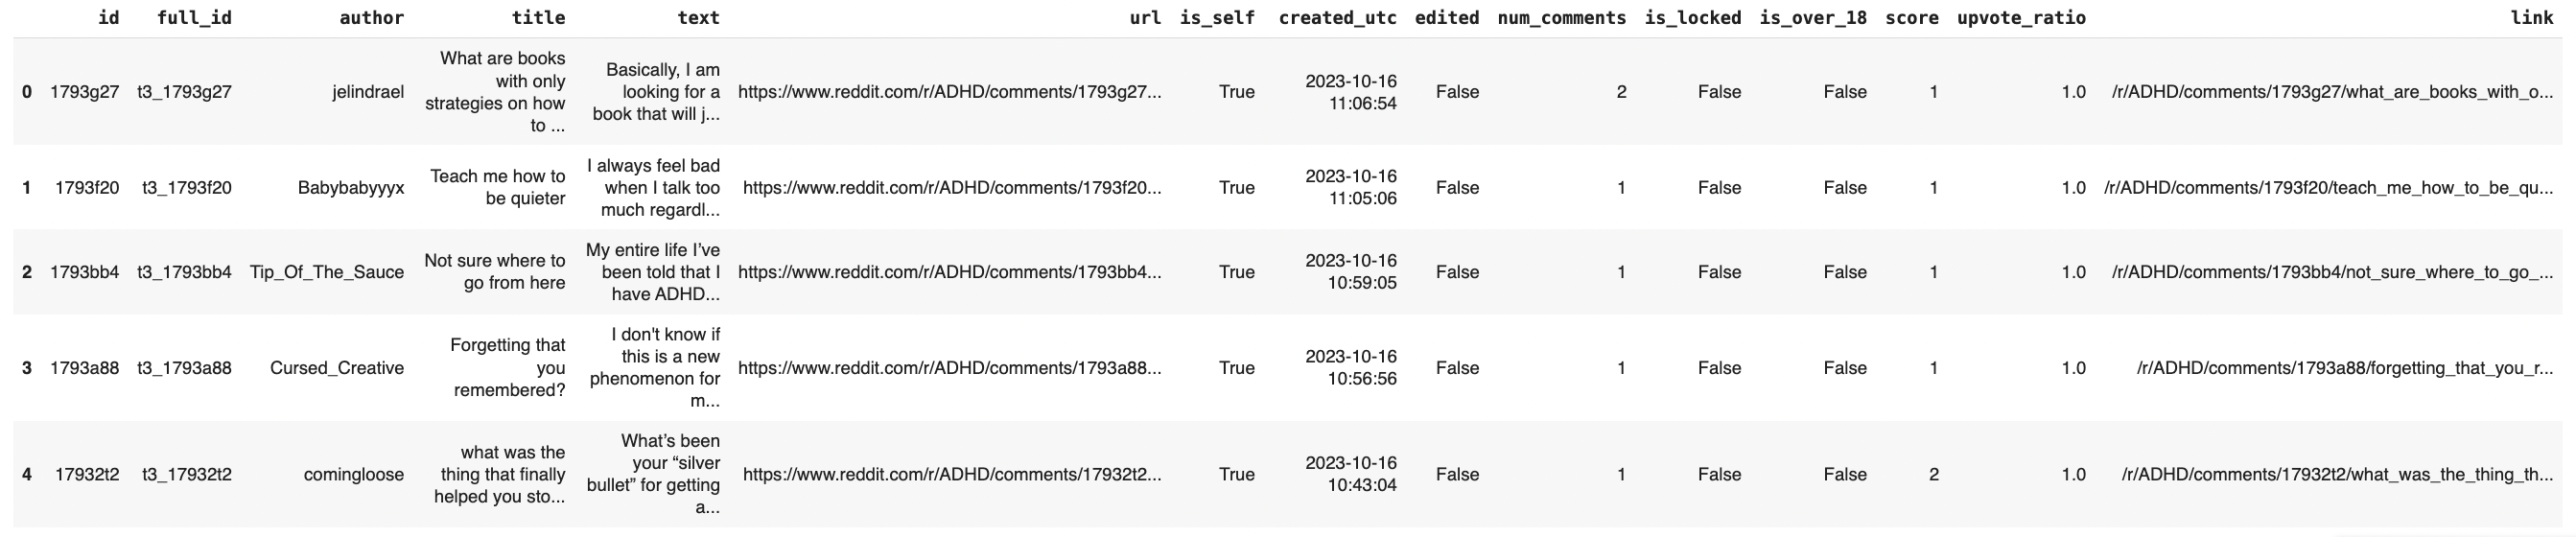 id full_id author title text url is_self created_utc edited num_comments is_locked is_over_18 score upvote_ratio link
0 1793g27 t3_1793g27 jelindrael What are books with only strategies on how to ... Basically, I am looking for a book that will j... https://www.reddit.com/r/ADHD/comments/1793g27... True 2023-10-16 11:06:54 False 2 False False 1 1.0 /r/ADHD/comments/1793g27/what_are_books_with_o...
1 1793f20 t3_1793f20 Babybabyyyx Teach me how to be quieter I always feel bad when I talk too much regardl... https://www.reddit.com/r/ADHD/comments/1793f20... True 2023-10-16 11:05:06 False 1 False False 1 1.0 /r/ADHD/comments/1793f20/teach_me_how_to_be_qu...
2 1793bb4 t3_1793bb4 Tip_Of_The_Sauce Not sure where to go from here My entire life I’ve been told that I have ADHD... https://www.reddit.com/r/ADHD/comments/1793bb4... True 2023-10-16 10:59:05 False 1 False False 1 1.0 /r/ADHD/comments/1793bb4/not_sure_where_to_go_...
3 1793a88 t3_1793a88 Cursed_Creative Forgetting that you remembered? I don't know if this is a new phenomenon for m... https://www.reddit.com/r/ADHD/comments/1793a88... True 2023-10-16 10:56:56 False 1 False False 1 1.0 /r/ADHD/comments/1793a88/forgetting_that_you_r...
4 17932t2 t3_17932t2 comingloose what was the thing that finally helped you sto... What’s been your “silver bullet” for getting a... https://www.reddit.com/r/ADHD/comments/17932t2... True 2023-10-16 10:43:04 False 1 False False 2 1.0 /r/ADHD/comments/17932t2/what_was_the_thing_th...